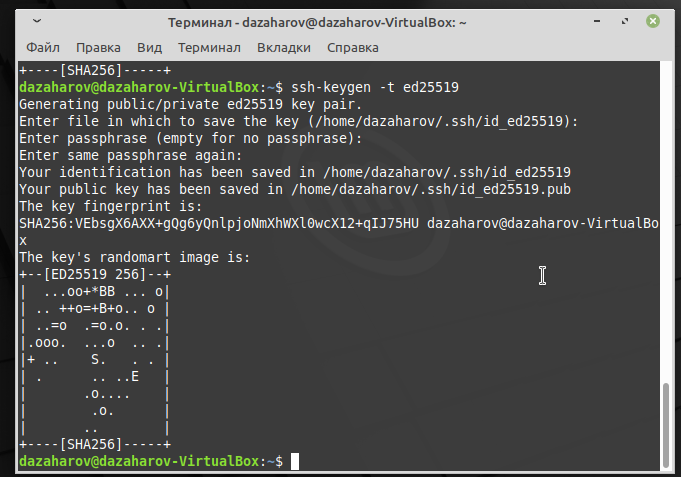 Терминал - dazaharov@dazaharov-VirtualBox: ~
Файл Правка Вид Терминал Вкладки Справка
+----[SHA256]-----+
dazaharov@dazaharov-VirtualBox:~$ ssh-keygen -t ed25519
Generating public/private ed25519 key pair.
Enter file in which to save the key (/home/dazaharov/.ssh/id_ed25519):
Enter passphrase (empty for no passphrase):
Enter same passphrase again:
Your identification has been saved in /home/dazaharov/.ssh/id_ed25519
Your public key has been saved in /home/dazaharov/.ssh/id_ed25519.pub
The key fingerprint is:
SHA256:VEbsgX6AXX+gQg6yQnlpjoNmXhWXl0wcX12+qIJ75HU dazaharov@dazaharov-VirtualBo
x
The key's randomart image is:
+--[ED25519 256]--+
|  ...oo+*BB ... o|
| .. ++o=+B+o.. o |
| ..=o  .=o.o. . .|
|.ooo.  ...o  .. .|
|+ ..    S.   . . |
| .      .. ..E   |
|       .o....    |
|        .o.      |
|       ..        |
+----[SHA256]-----+
dazaharov@dazaharov-VirtualBox:~$